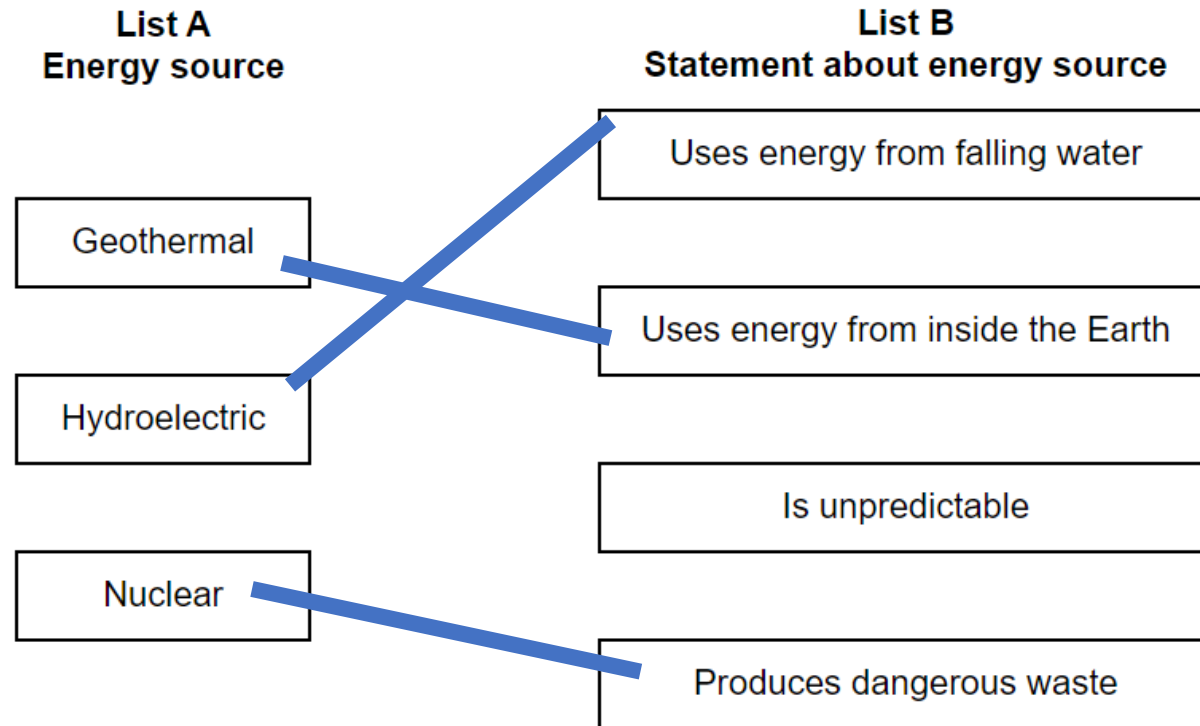 List A
Energy source
List B
Statement about energy source
Geothermal
Hydroelectric
Nuclear
Uses energy from falling water
Uses energy from inside the Earth
Is unpredictable
Produces dangerous waste